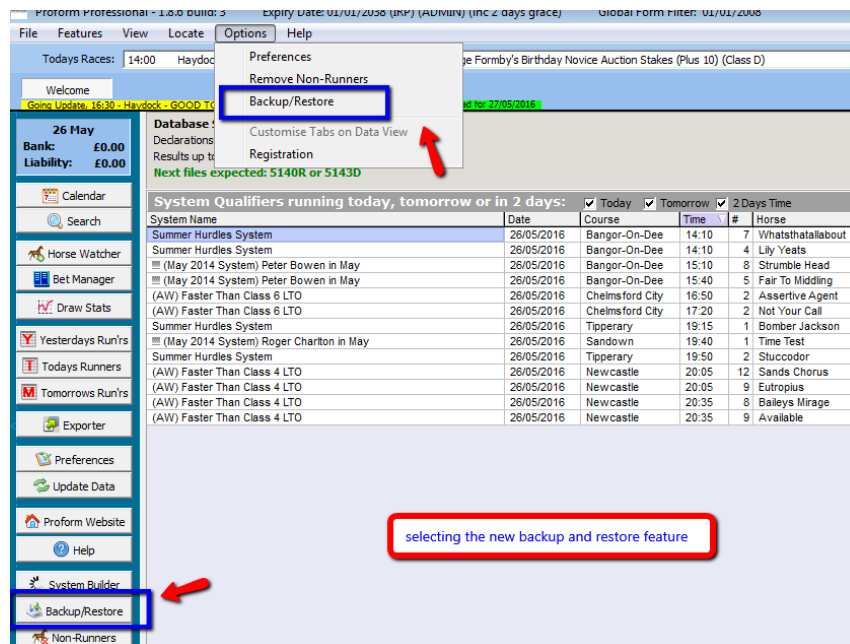 Proform Professional - 1.8.b build: 3 Expiry Date: 01/01/2038 (IRP) (ADMIN) (inc 2 days grace) Global Form Filter: 01/01/2008
File Features View Locate Options Help
Todays Races: 14:00 Haydoc ge Formby's Birthday Novice Auction Stakes (Plus 10) (Class D)
Preferences
Remove Non-Runners
Backup/Restore
Customise Tabs on Data View
Registration
Welcome
Going Update, 16:30 - Haydock - GOOD TO ed for 27/05/2016
26 May
Bank: £0.00
Liability: £0.00
Database S
Declarations
Results up to
Next files expected: 5140R or 5143D
Calendar
Search
Horse Watcher
Bet Manager
Draw Stats
Yesterdays Run'rs
Todays Runners
Tomorrows Run'rs
Exporter
Preferences
Update Data
Proform Website
Help
System Builder
Backup/Restore
Non-Runners
System Qualifiers running today, tomorrow or in 2 days: Today Tomorrow 2 Days Time
System Name Date Course Time # Horse
Summer Hurdles System 26/05/2016 Bangor-On-Dee 14:10 7 Whatsthatallabout
Summer Hurdles System 26/05/2016 Bangor-On-Dee 14:10 4 Lily Yeats
(May 2014 System) Peter Bowen in May 26/05/2016 Bangor-On-Dee 15:10 8 Strumble Head
(May 2014 System) Peter Bowen in May 26/05/2016 Bangor-On-Dee 15:40 5 Fair To Middling
(AW) Faster Than Class 6 LTO 26/05/2016 Chelmsford City 16:50 2 Assertive Agent
(AW) Faster Than Class 6 LTO 26/05/2016 Chelmsford City 17:20 2 Not Your Call
Summer Hurdles System 26/05/2016 Tipperary 19:15 1 Bomber Jackson
(May 2014 System) Roger Charlton in May 26/05/2016 Sandown 19:40 1 Time Test
Summer Hurdles System 26/05/2016 Tipperary 19:50 2 Stuccodor
(AW) Faster Than Class 4 LTO 26/05/2016 Newcastle 20:05 12 Sands Chorus
(AW) Faster Than Class 4 LTO 26/05/2016 Newcastle 20:05 9 Eutropius
(AW) Faster Than Class 4 LTO 26/05/2016 Newcastle 20:35 8 Baileys Mirage
(AW) Faster Than Class 4 LTO 26/05/2016 Newcastle 20:35 9 Available
selecting the new backup and restore feature